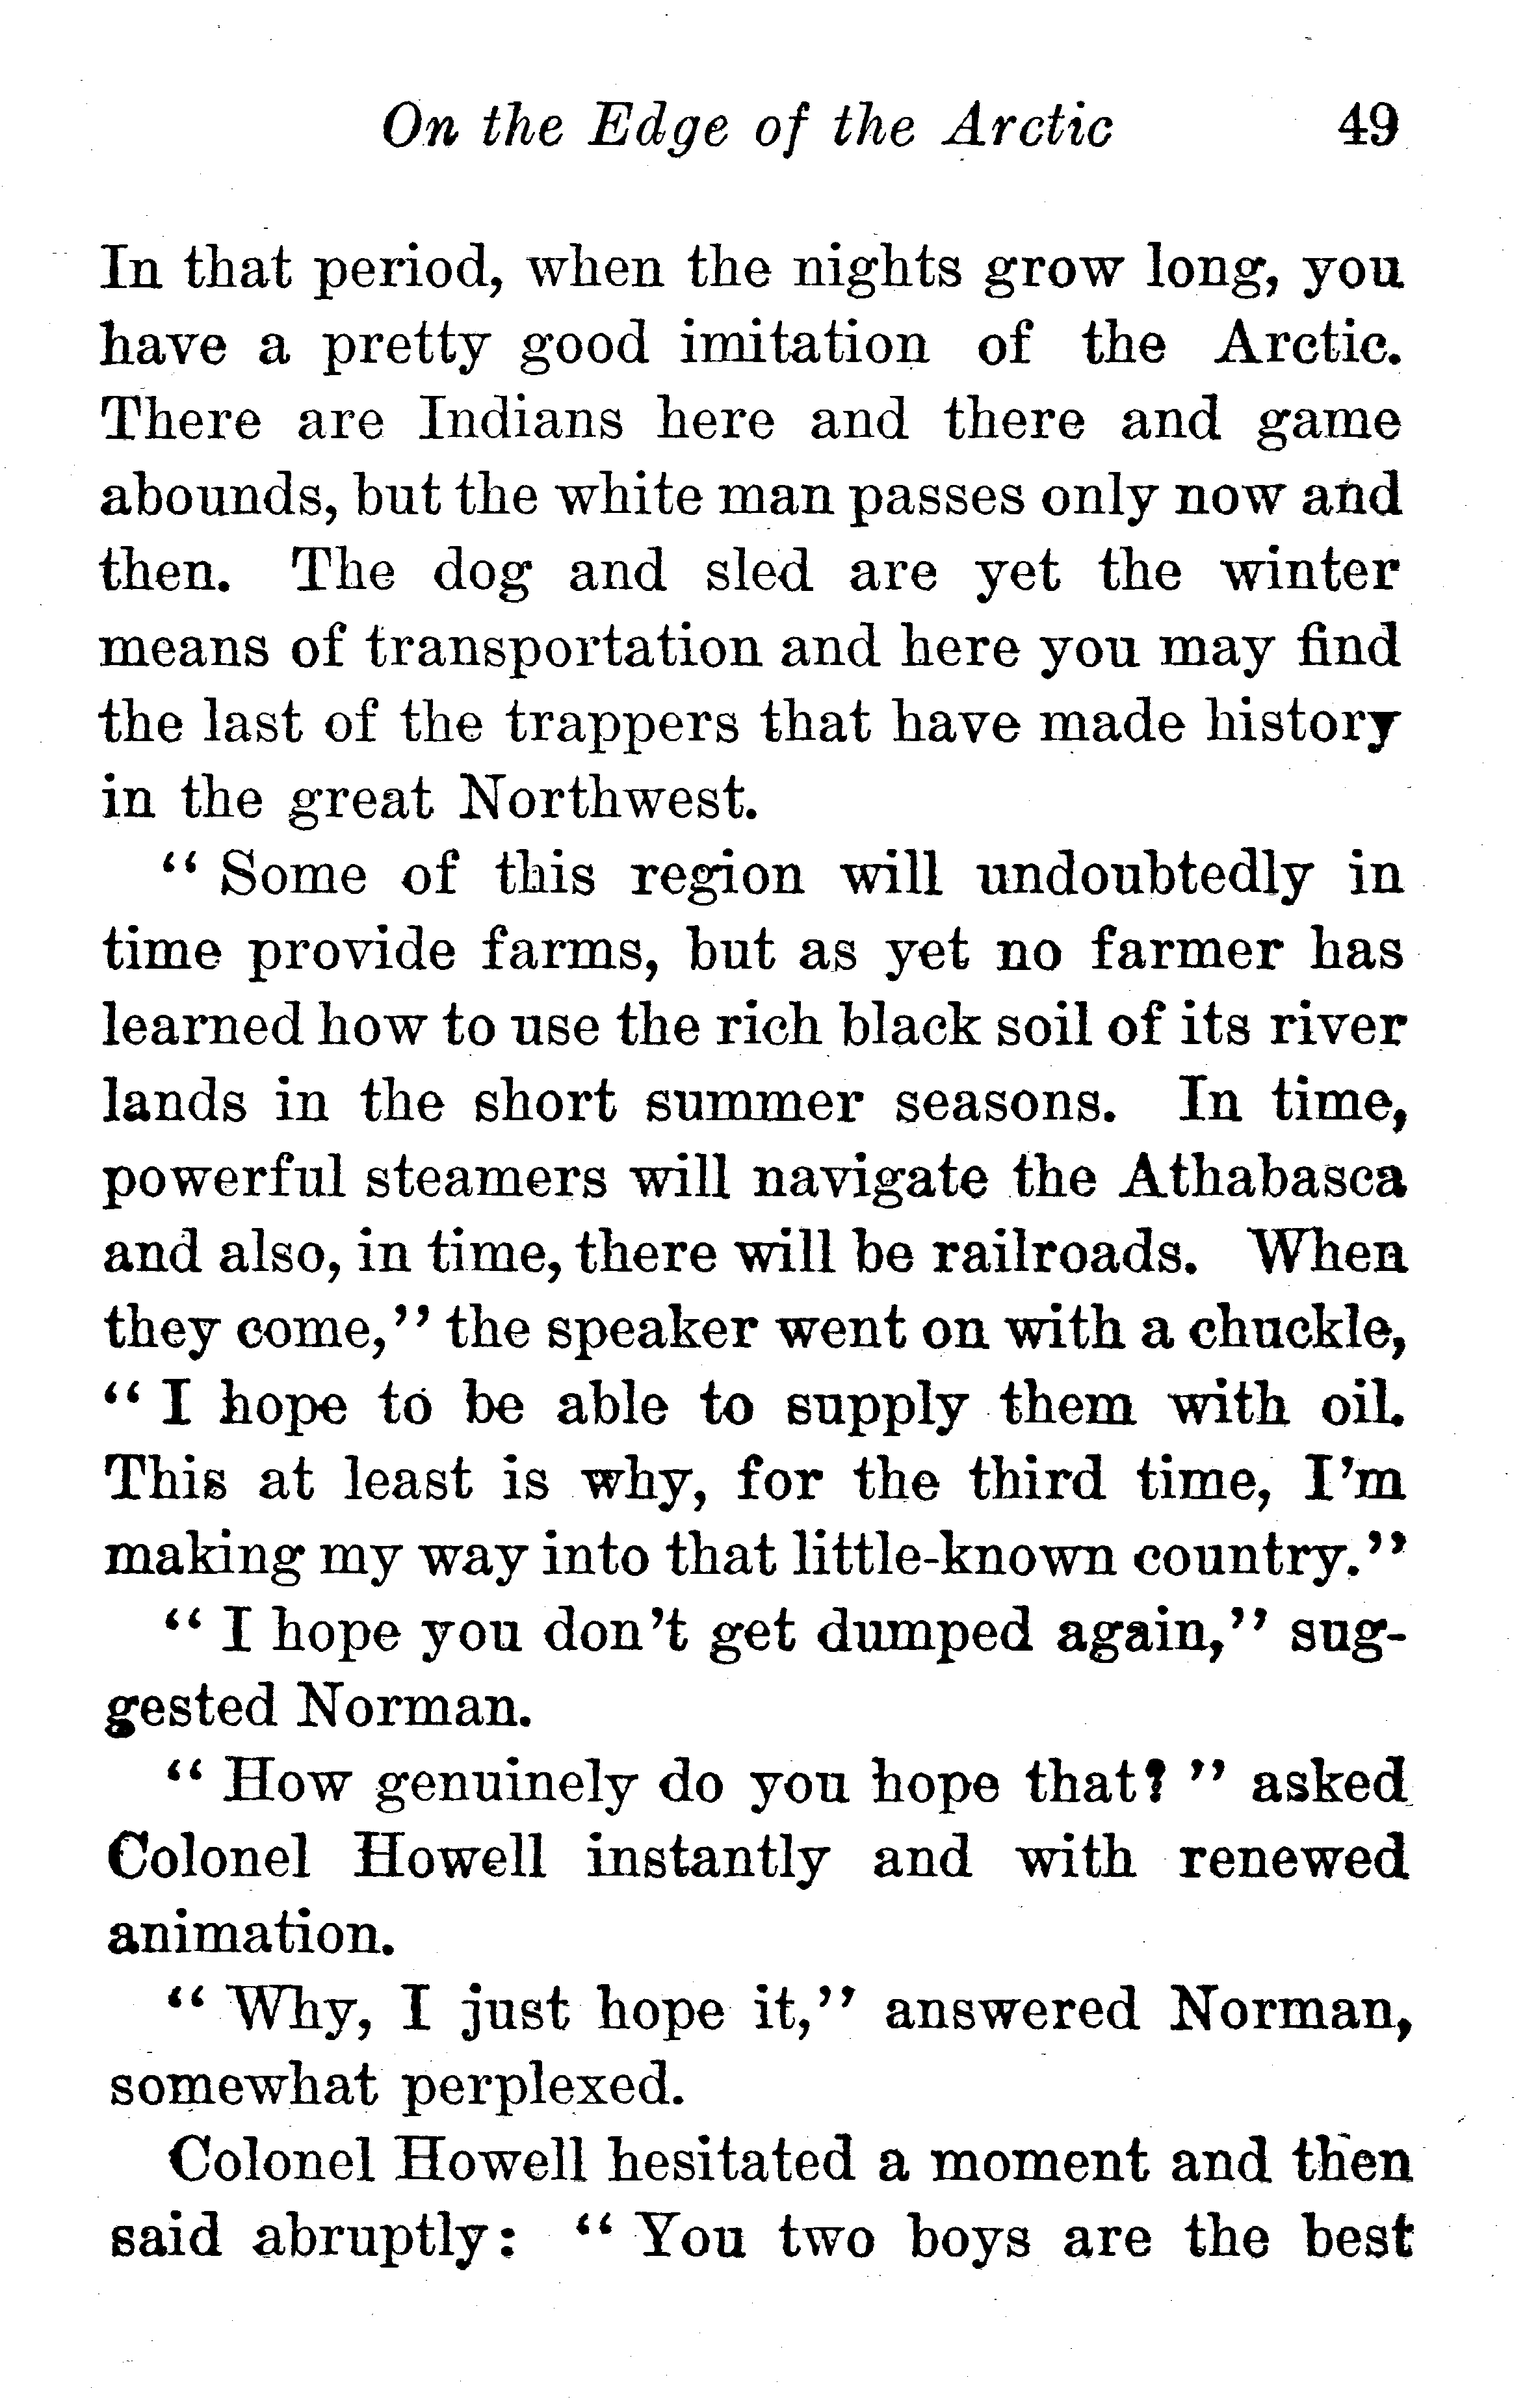 On the Edge of the Arctic 49
In that period, when the nights grow long, you
have a pretty good imitation of the Arctic.
There are Indians here and there and game
abounds, but the white man passes only now and
then. The dog and sled are yet the winter
means of transportation and here you may find
the last of the trappers that have made history
in the great Northwest.
“ Some of this region will undoubtedly in
time provide farms, but as yet no farmer has
learned how to use the rich black soil of its river
lands in the short summer seasons. In time,
powerful steamers will navigate the Athabasca
and also, in time, there will be railroads. When
they come,” the speaker went on with a chuckle,
“ I hope to be able to supply them with oil.
This at least is why, for the third time, I’m
making my way into that little-known country.”
“ I hope you don’t get dumped again,” sug-
gested Norman.
“ How genuinely do you hope that? ” asked
Colonel Howell instantly and with renewed
animation.
“ Why, I just hope it,” answered Norman,
somewhat perplexed.
Colonel Howell hesitated a moment and then
said abruptly: “ You two boys are the best